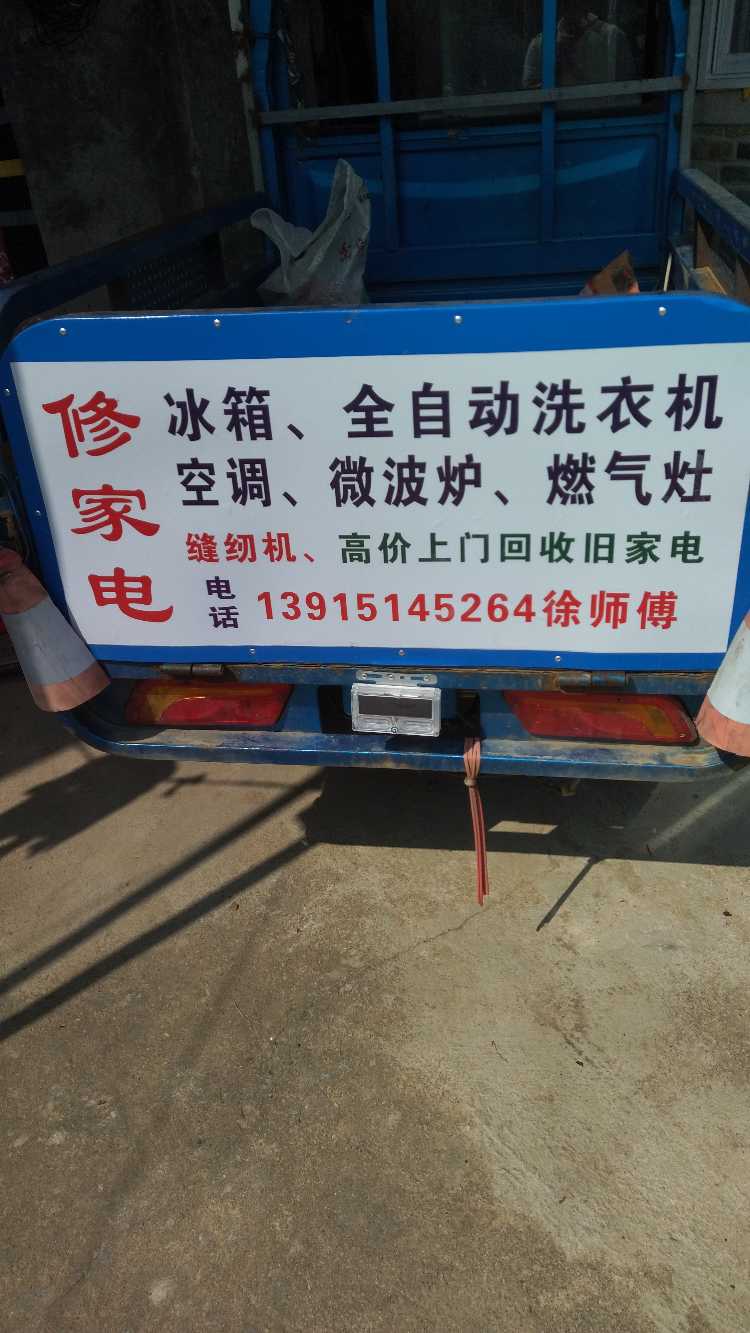 修家电
冰箱、全自动洗衣机
空调、微波炉、燃气灶
缝纫机、高价上门回收旧家电
电话 13915145264徐师傅